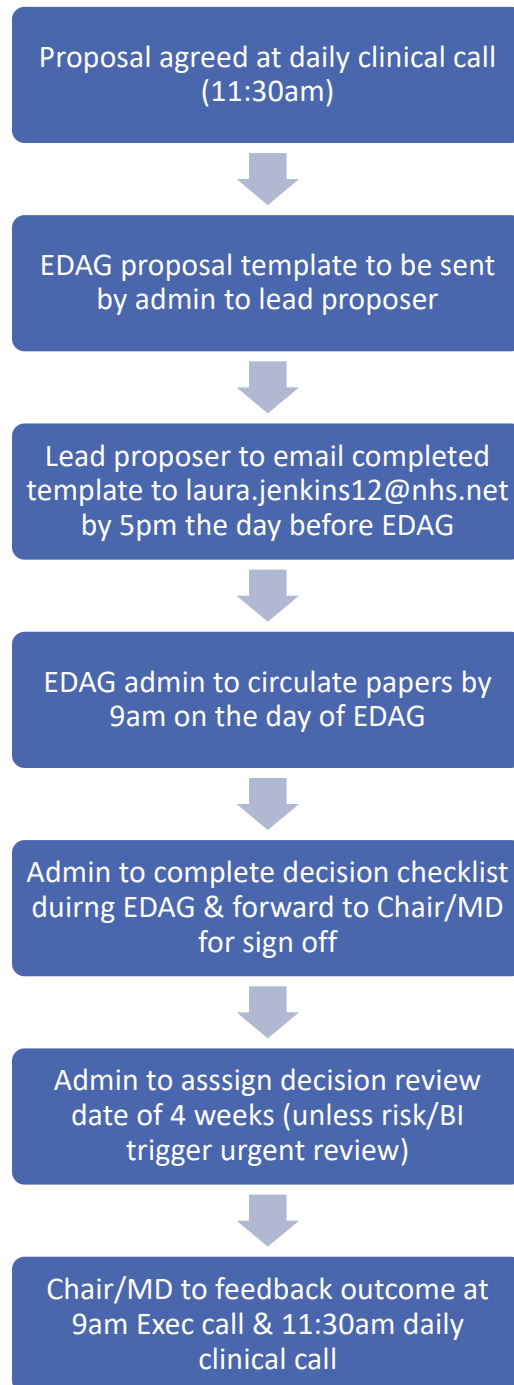 Proposal agreed at daily clinical call
(11:30am)
EDAG proposal template to be sent
by admin to lead proposer
Lead proposer to email completed
template to laura.jenkins12@nhs.net
by 5pm the day before EDAG
EDAG admin to circulate papers by
9am on the day of EDAG
Admin to complete decision checklist
duirng EDAG & forward to Chair/MD
for sign off
Admin to asssign decision review
date of 4 weeks (unless risk/BI
trigger urgent review)
Chair/MD to feedback outcome at
9am Exec call & 11:30am daily
clinical call